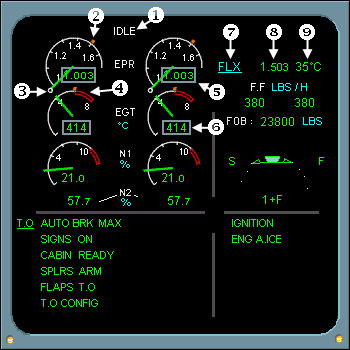 2 IDLE 1 7 8 9
1.4 1.4
1.2 1.6 EPR 1.2 1.6
1.003 1.003 FLX 1.503 35°C
3 4 5 F.F LBS / H
4 8 EGT 4 8 380 380
414 °C 414 6 FOB : 23800 LBS
4 10 N1 4 10 S F
21.0 % 21.0
57.7 N2 57.7 1+F
%
T.O AUTO BRK MAX IGNITION
SIGNS ON ENG A.ICE
CABIN READY
SPLRS ARM
FLAPS T.O
T.O CONFIG